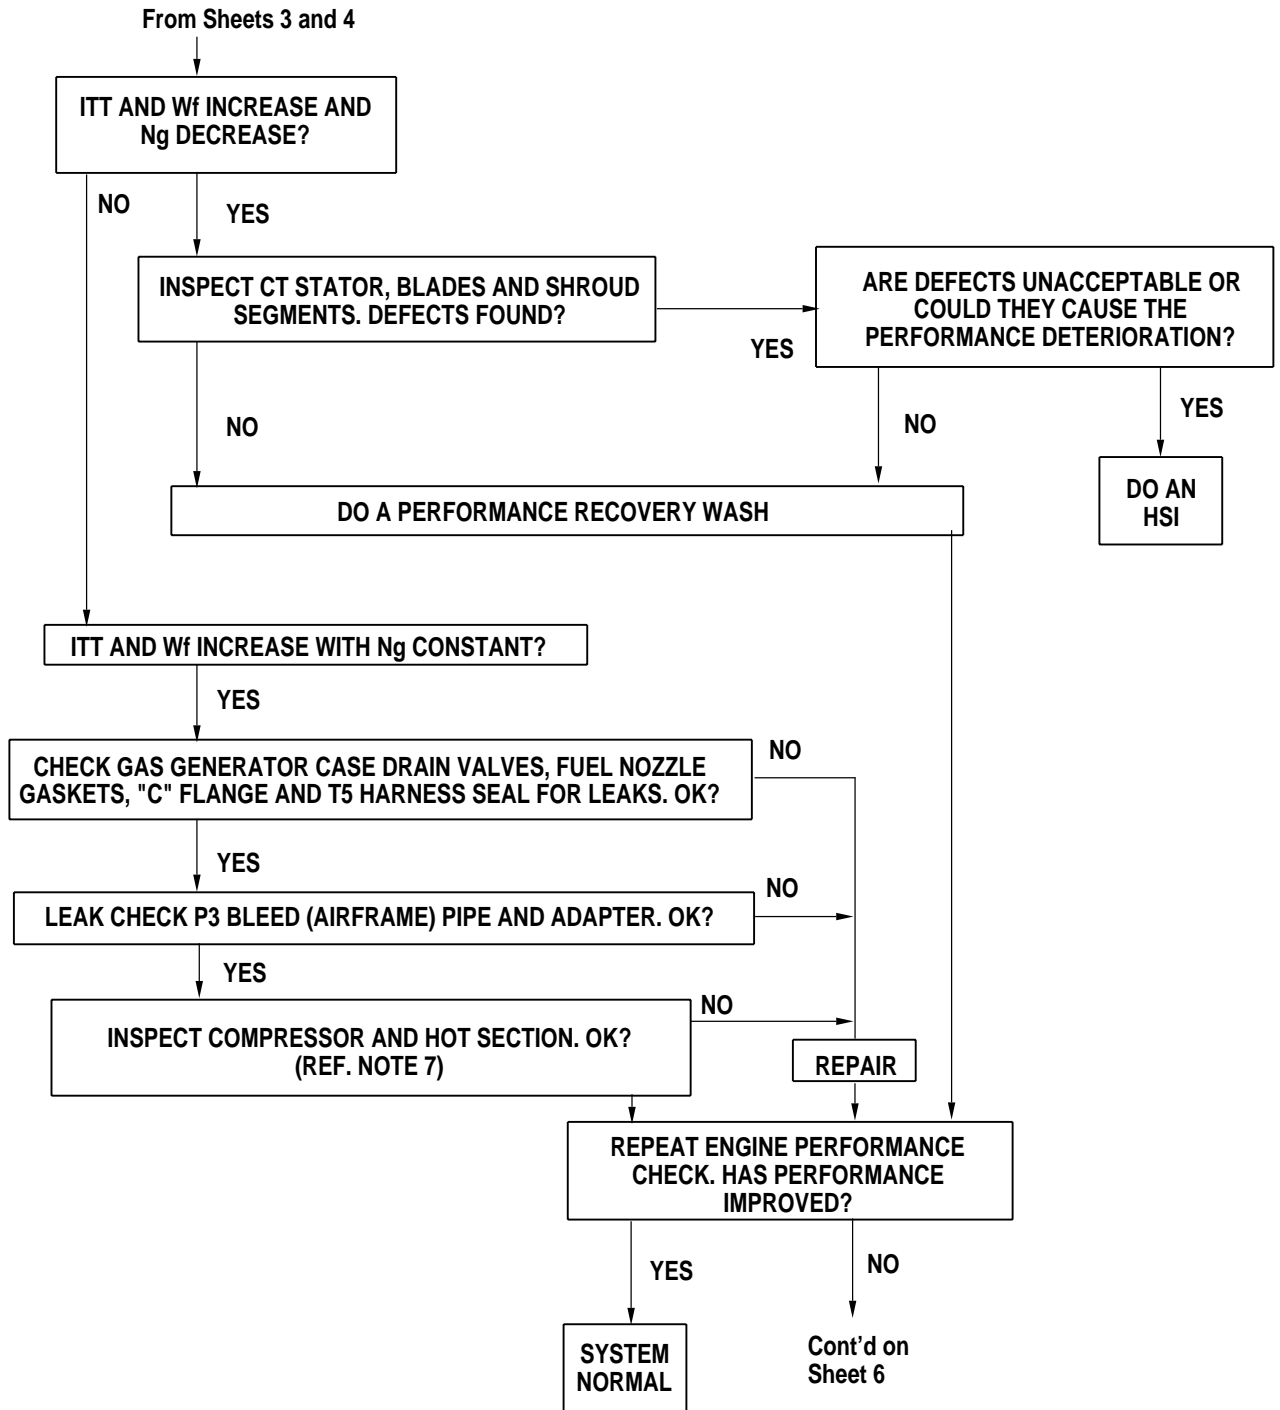 From Sheets 3 and 4
ITT AND Wf INCREASE AND
Ng DECREASE?
NO
YES
INSPECT CT STATOR, BLADES AND SHROUD
SEGMENTS. DEFECTS FOUND?
YES
ARE DEFECTS UNACCEPTABLE OR
COULD THEY CAUSE THE
PERFORMANCE DETERIORATION?
NO
NO
YES
DO AN
HSI
DO A PERFORMANCE RECOVERY WASH
ITT AND Wf INCREASE WITH Ng CONSTANT?
YES
CHECK GAS GENERATOR CASE DRAIN VALVES, FUEL NOZZLE
GASKETS, "C" FLANGE AND T5 HARNESS SEAL FOR LEAKS. OK?
NO
YES
LEAK CHECK P3 BLEED (AIRFRAME) PIPE AND ADAPTER. OK?
NO
YES
INSPECT COMPRESSOR AND HOT SECTION. OK?
(REF. NOTE 7)
NO
REPAIR
REPEAT ENGINE PERFORMANCE
CHECK. HAS PERFORMANCE
IMPROVED?
YES
NO
SYSTEM
NORMAL
Cont'd on
Sheet 6